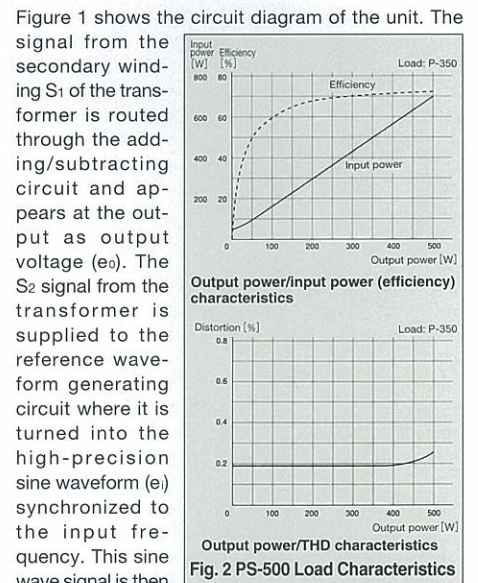 Figure 1 shows the circuit diagram of the unit. The
signal from the
secondary wind-
ing S1 of the trans-
former is routed
through the add-
ing/subtracting
circuit and ap-
pears at the out-
put as output
voltage (eo). The
S2 signal from the
transformer is
supplied to the
reference wave-
form generating
circuit where it is
turned into the
high-precision
sine waveform (ei)
synchronized to
the input fre-
quency. This sine
wave signal is then
Input
power Efficiency
[W] [%]
Load: P-350
800 80
Efficiency
600 60
400 40
Input power
200 20
0 100 200 300 400 500
Output power [W]
Output power/input power (efficiency)
characteristics
Distortion [%]
Load: P-350
0.8
0.6
0.4
0.2
0 100 200 300 400 500
Output power [W]
Output power/THD characteristics
Fig. 2 PS-500 Load Characteristics